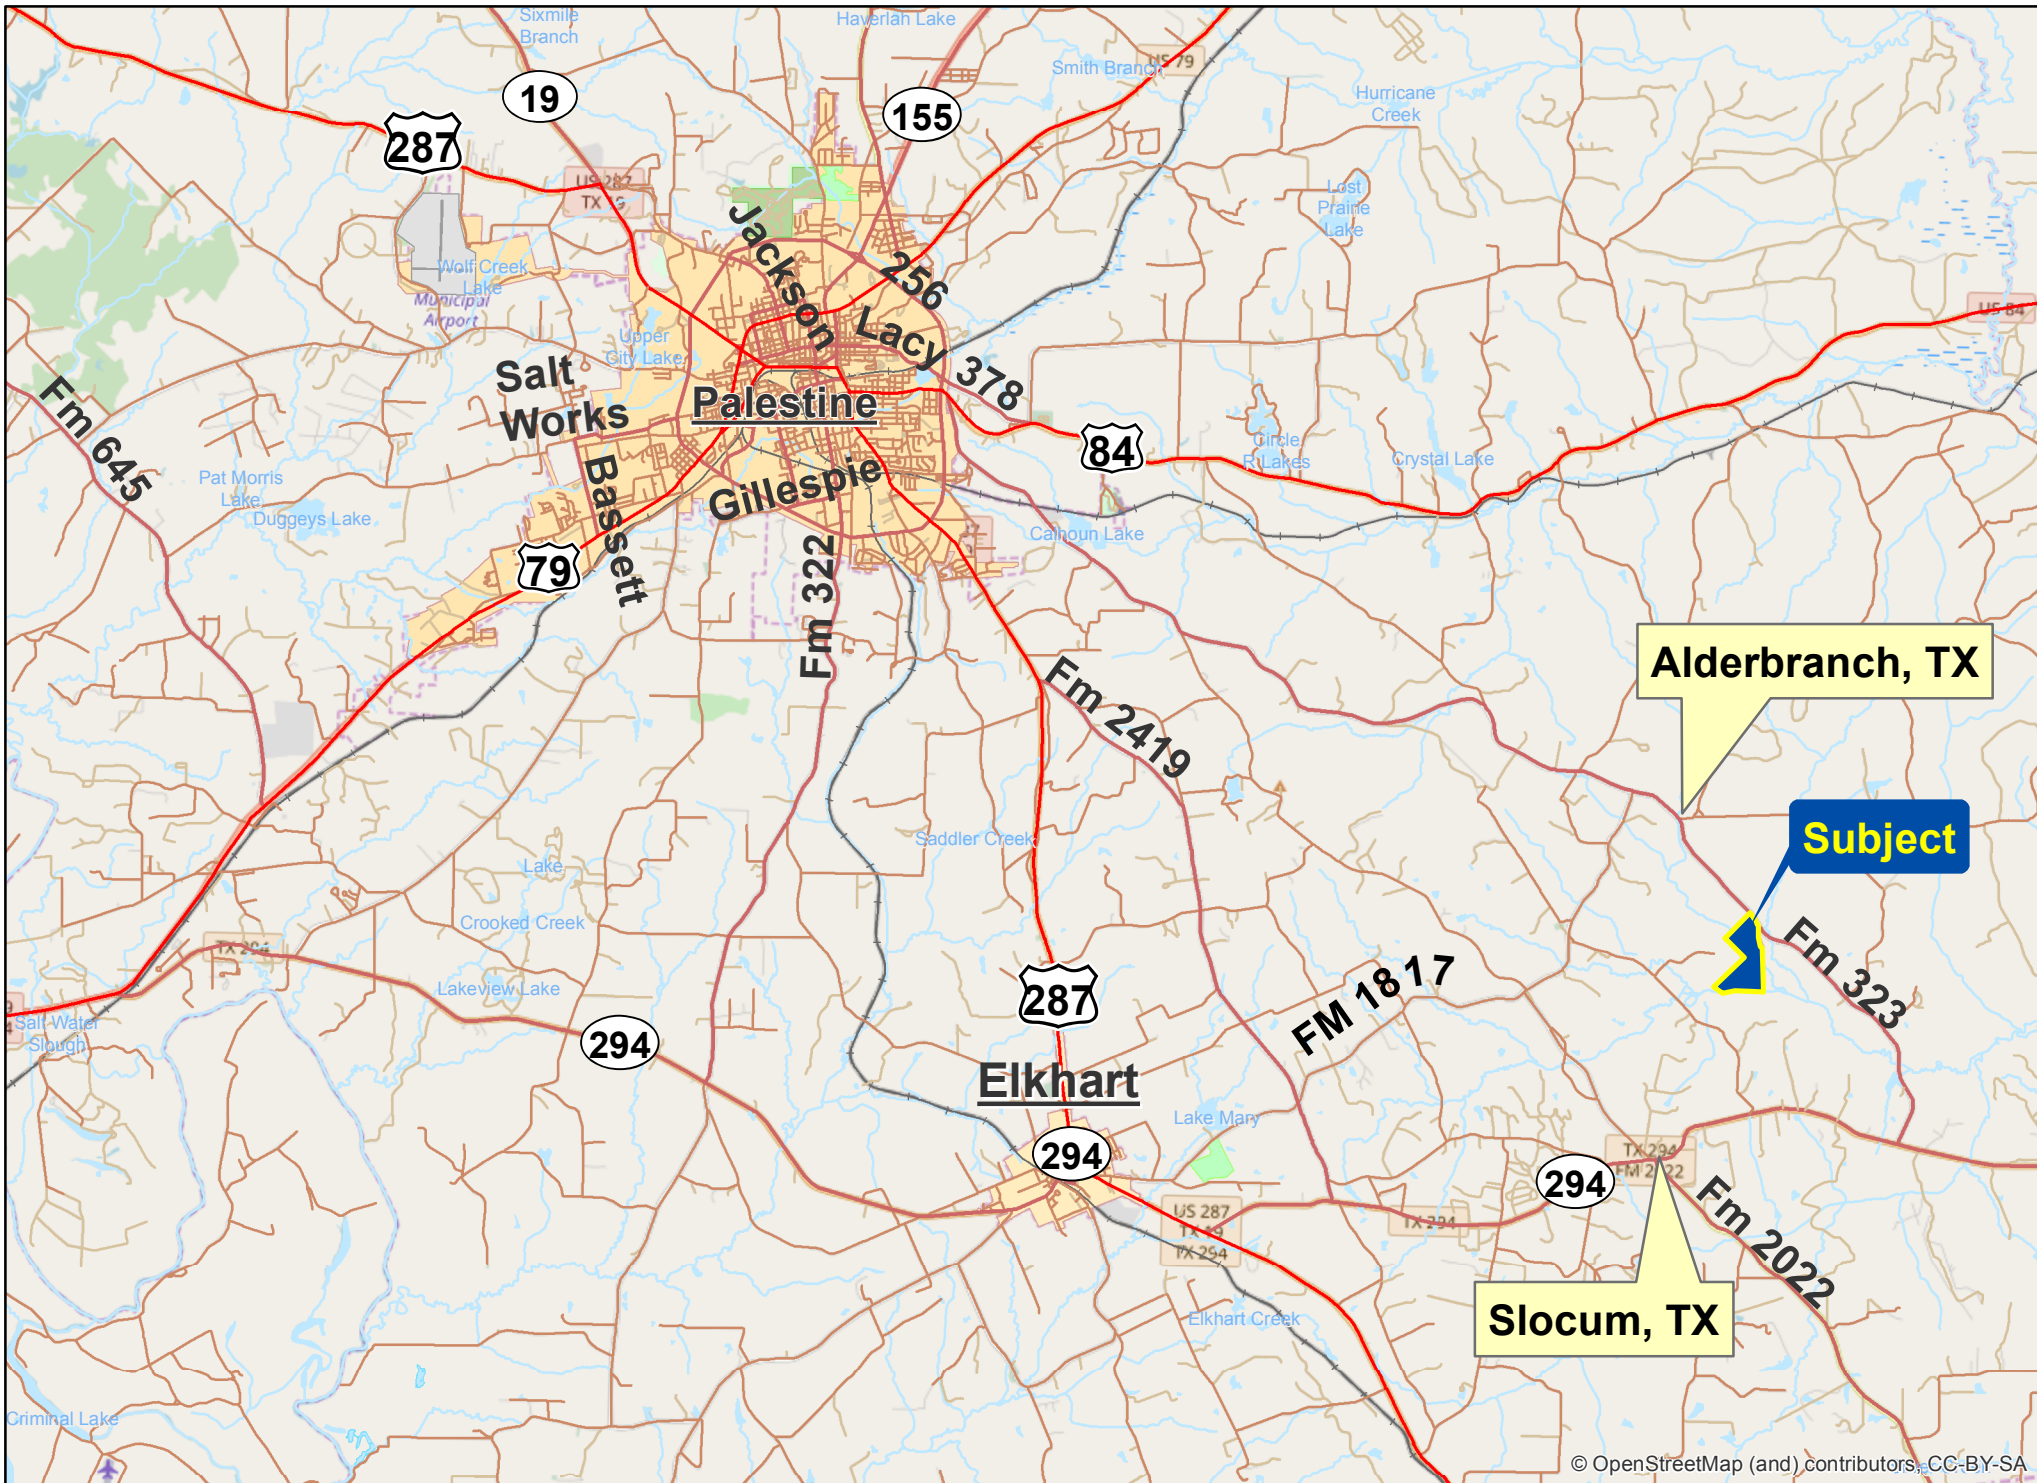 Sixmile
Branch
Haverlah Lake
19
287
155
Smith Branch
US 79
Hurricane
Creek
US 287
TX 19
Lost
Prairie
Lake
Jackson
256
Wolf Creek
Lake
Municipal
Airport
Upper
City Lake
Lacy
378
US 84
Salt
Works
Palestine
Fm 645
84
Circle
R Lakes
Crystal Lake
Pat Morris
Lake
Duggeys Lake
Bassett
Gillespie
Calhoun Lake
79
Fm 322
Fm 2419
Alderbranch, TX
Subject
Saddler Creek
Lake
Crooked Creek
TX 294
Lakeview Lake
Salt Water
Slough
294
287
FM 1817
Fm 323
Elkhart
Lake Mary
294
TX 294
FM 2022
294
US 287
TX 19
TX 294
TX 294
Fm 2022
Slocum, TX
Elkhart Creek
Criminal Lake
© OpenStreetMap (and) contributors, CC-BY-SA